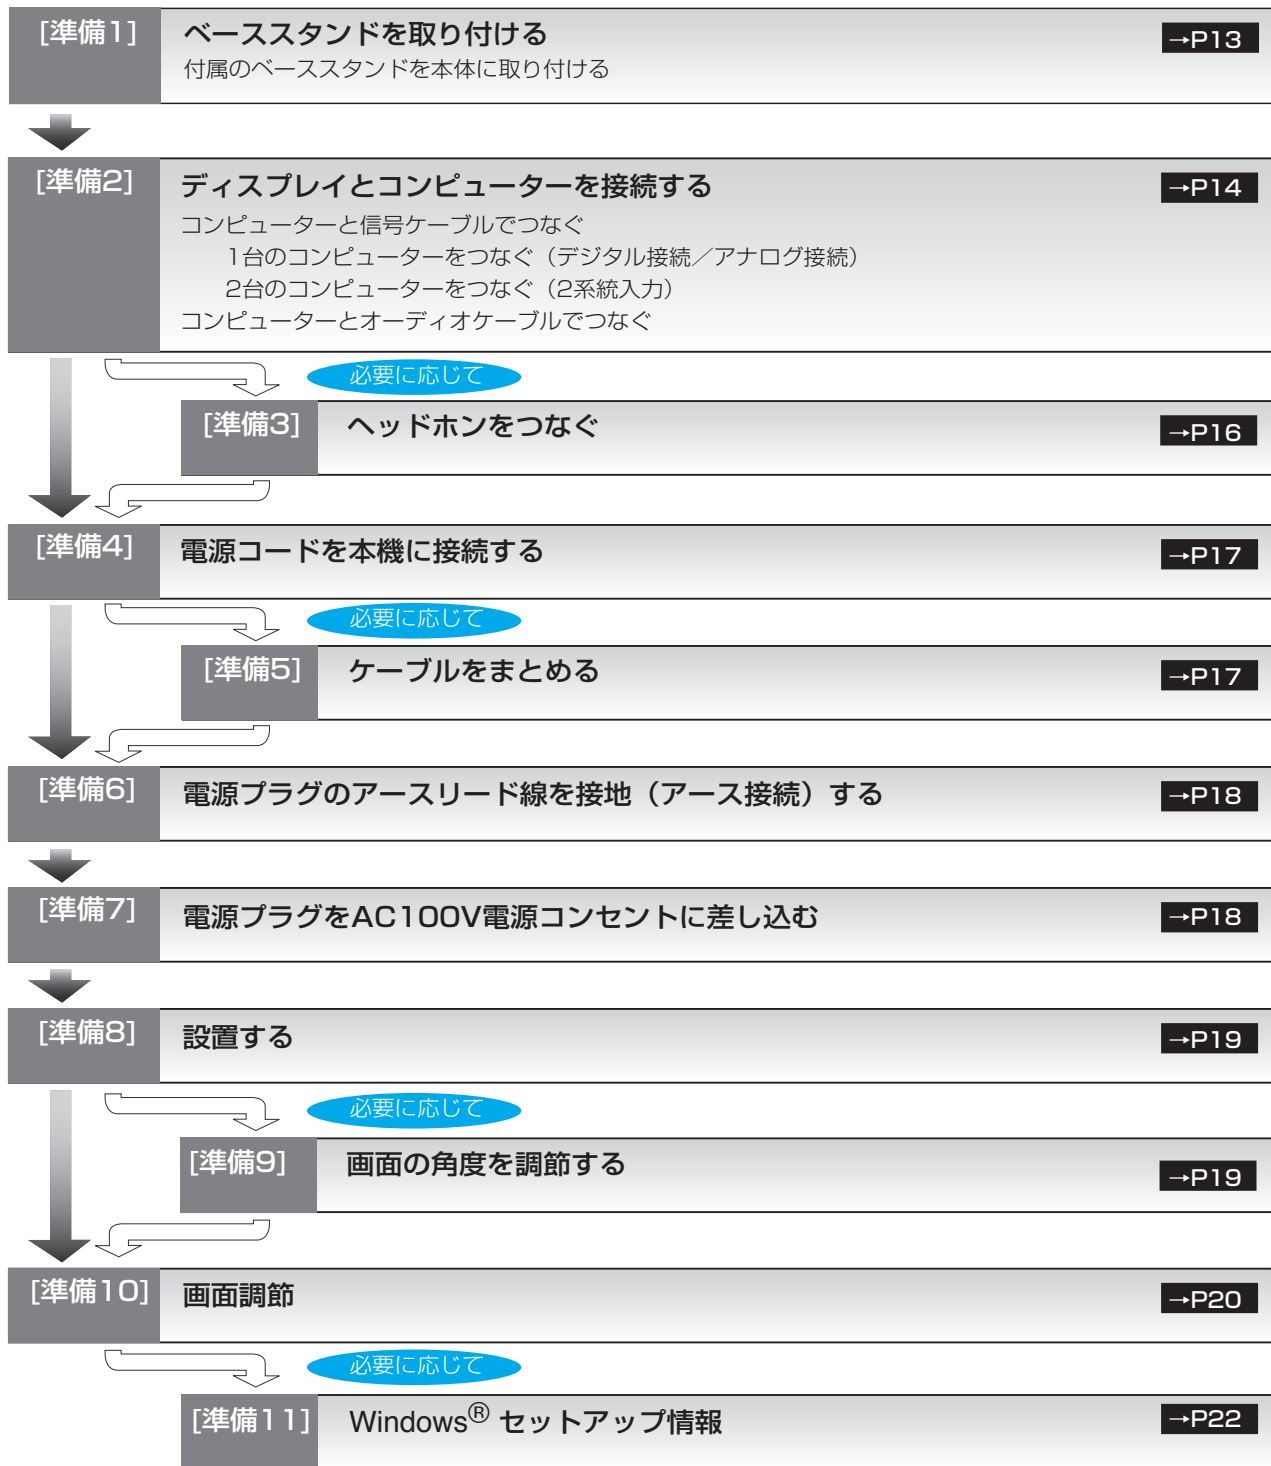 [準備1]
ベーススタンドを取り付ける
→P13
付属のベーススタンドを本体に取り付ける
[準備2]
ディスプレイとコンピューターを接続する
→P14
コンピューターと信号ケーブルでつなぐ
1台のコンピューターをつなぐ（デジタル接続／アナログ接続）
2台のコンピューターをつなぐ（2系統入力）
コンピューターとオーディオケーブルでつなぐ
必要に応じて
[準備3]
ヘッドホンをつなぐ
→P16
[準備4]
電源コードを本機に接続する
→P17
必要に応じて
[準備5]
ケーブルをまとめる
→P17
[準備6]
電源プラグのアースリード線を接地（アース接続）する
→P18
[準備7]
電源プラグをAC100V電源コンセントに差し込む
→P18
[準備8]
設置する
→P19
必要に応じて
[準備9]
画面の角度を調節する
→P19
[準備10]
画面調節
→P20
必要に応じて
[準備11]
Windows® セットアップ情報
→P22